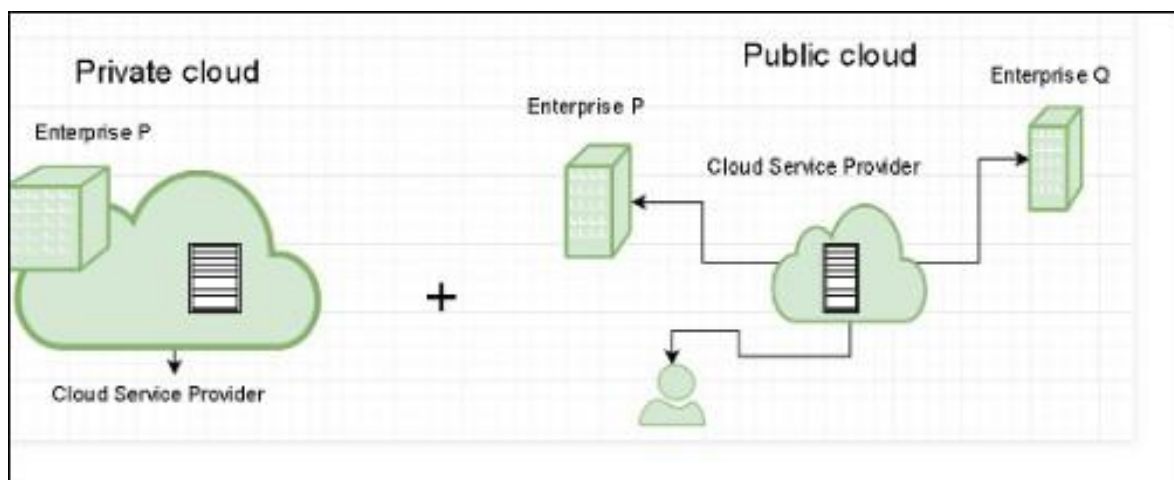 Private cloud
Enterprise P
Cloud Service Provider
+
Public cloud
Enterprise P
Enterprise Q
Cloud Service Provider